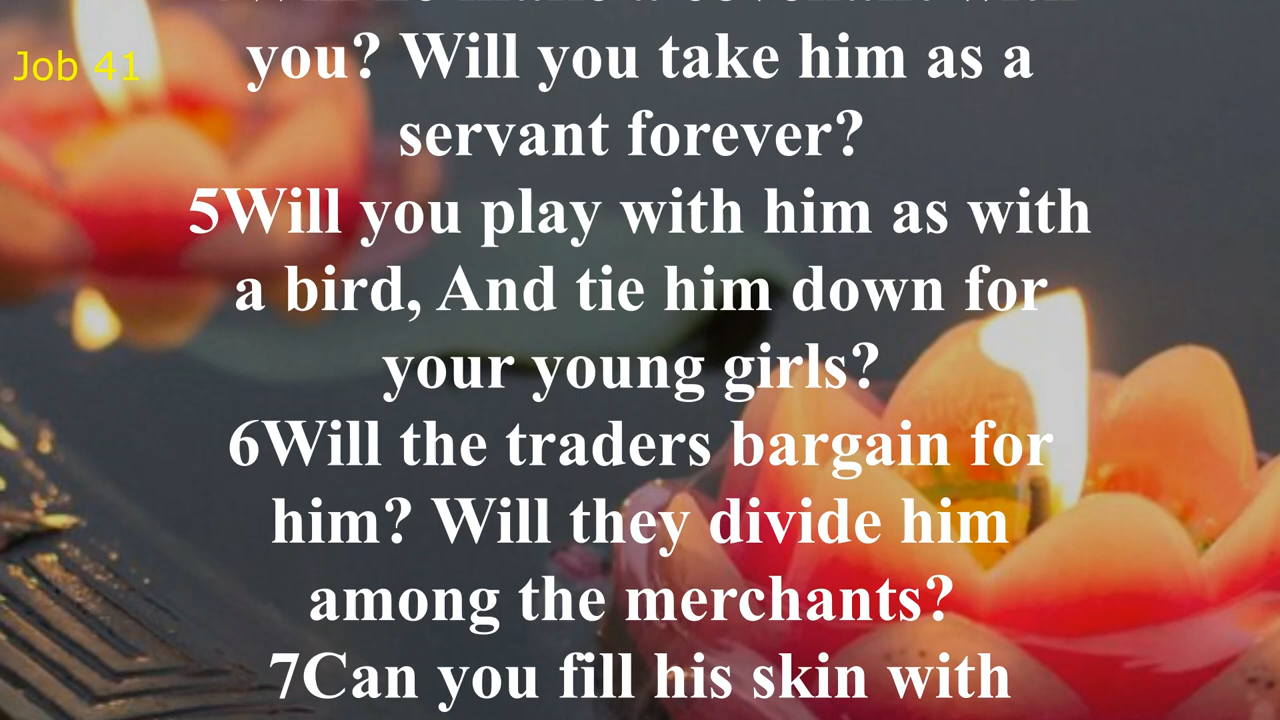 Job 41
you? Will you take him as a
servant forever?
5Will you play with him as with
a bird, And tie him down for
your young girls?
6Will the traders bargain for
him? Will they divide him
among the merchants?
7Can you fill his skin with